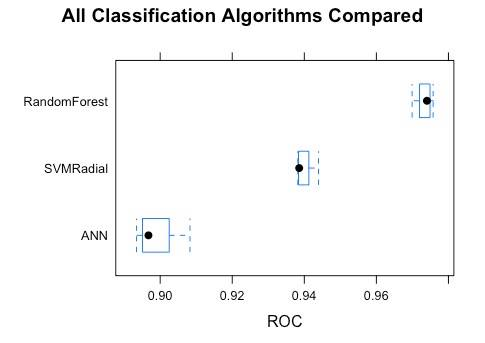 All Classification Algorithms Compared
RandomForest
SVMRadial
ANN
0.90 0.92 0.94 0.96
ROC